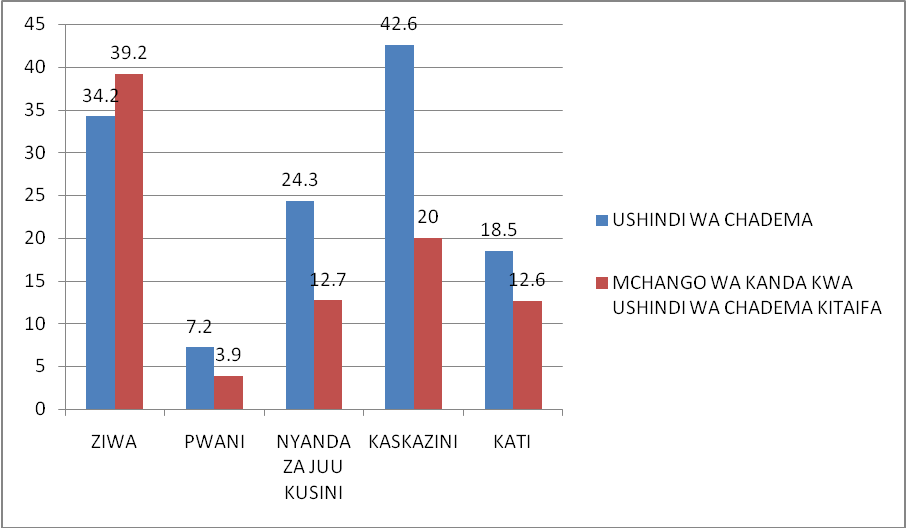 45
40
35
30
25
20
15
10
5
0
34.2
39.2
7.2
3.9
24.3
12.7
42.6
20
18.5
12.6
ZIWA
PWANI
NYANDA
ZA JUU
KUSINI
KASKAZINI
KATI
USHINDI WA CHADEMA
MCHANGO WA KANDA KWA
USHINDI WA CHADEMA KITAIFA